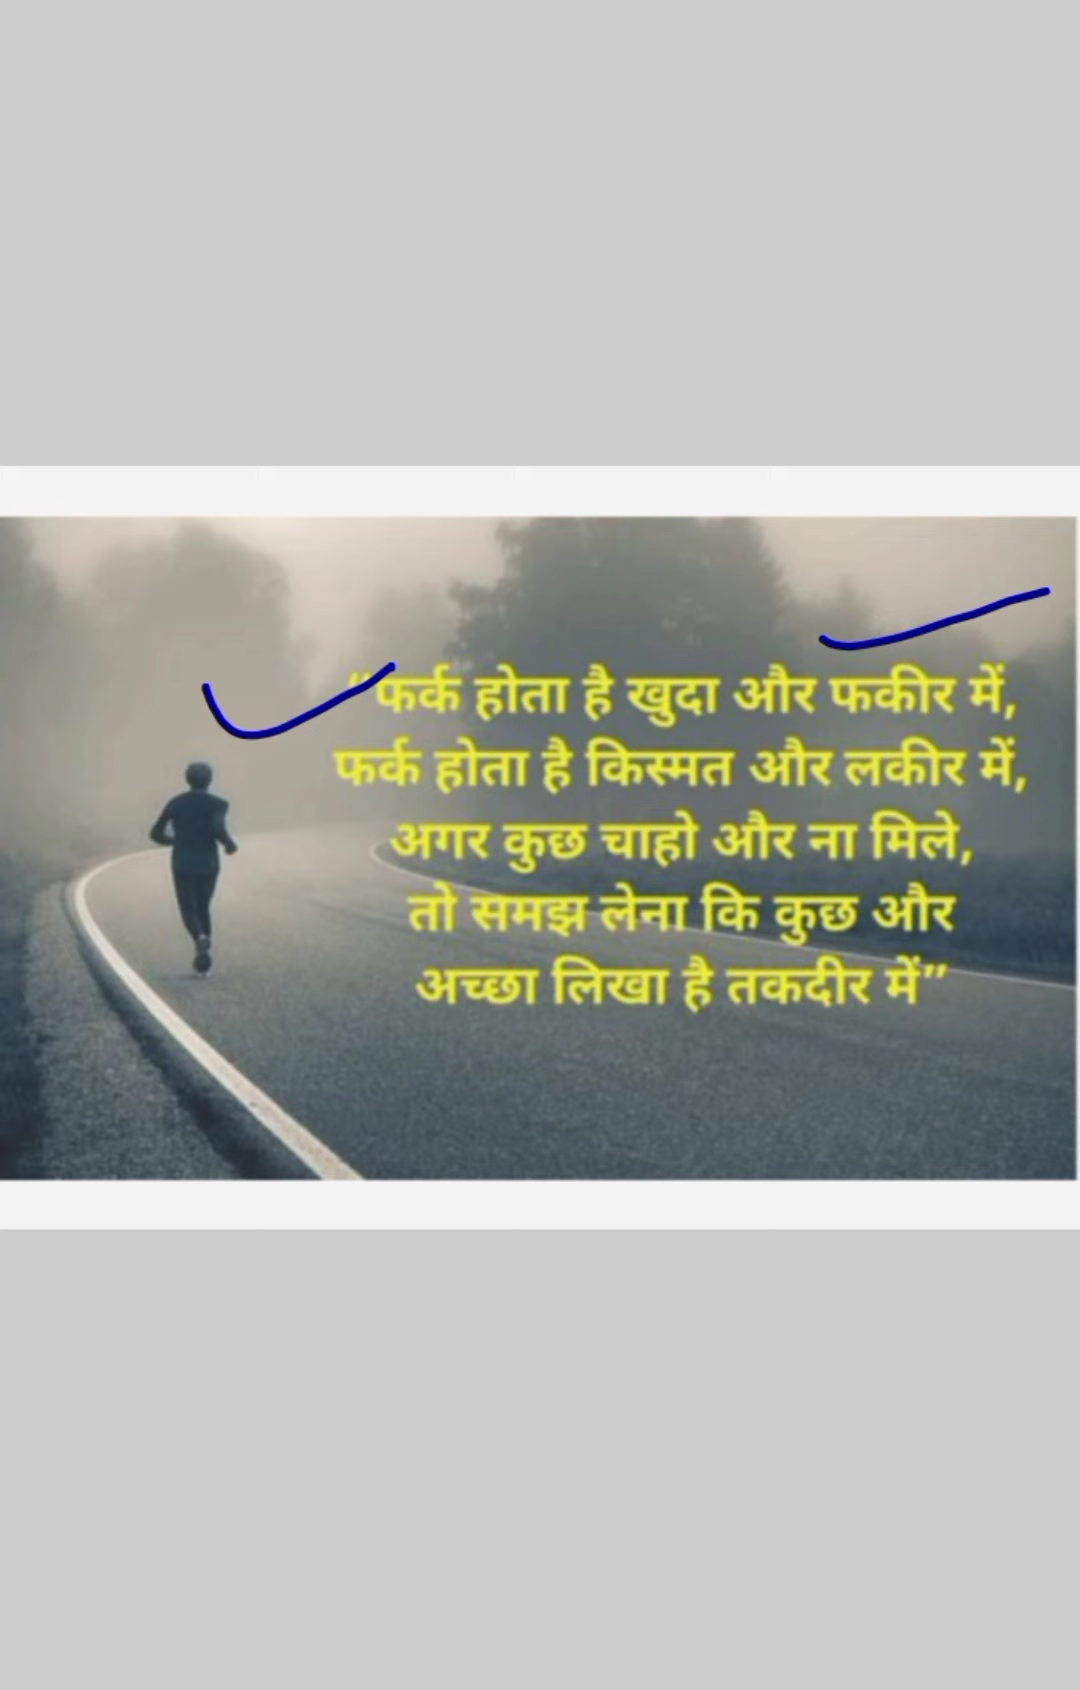 “फर्क होता है खुदा और फकीर में,
फर्क होता है किस्मत और लकीर में,
अगर कुछ चाहो और ना मिले,
तो समझ लेना कि कुछ और
अच्छा लिखा है तकदीर में”